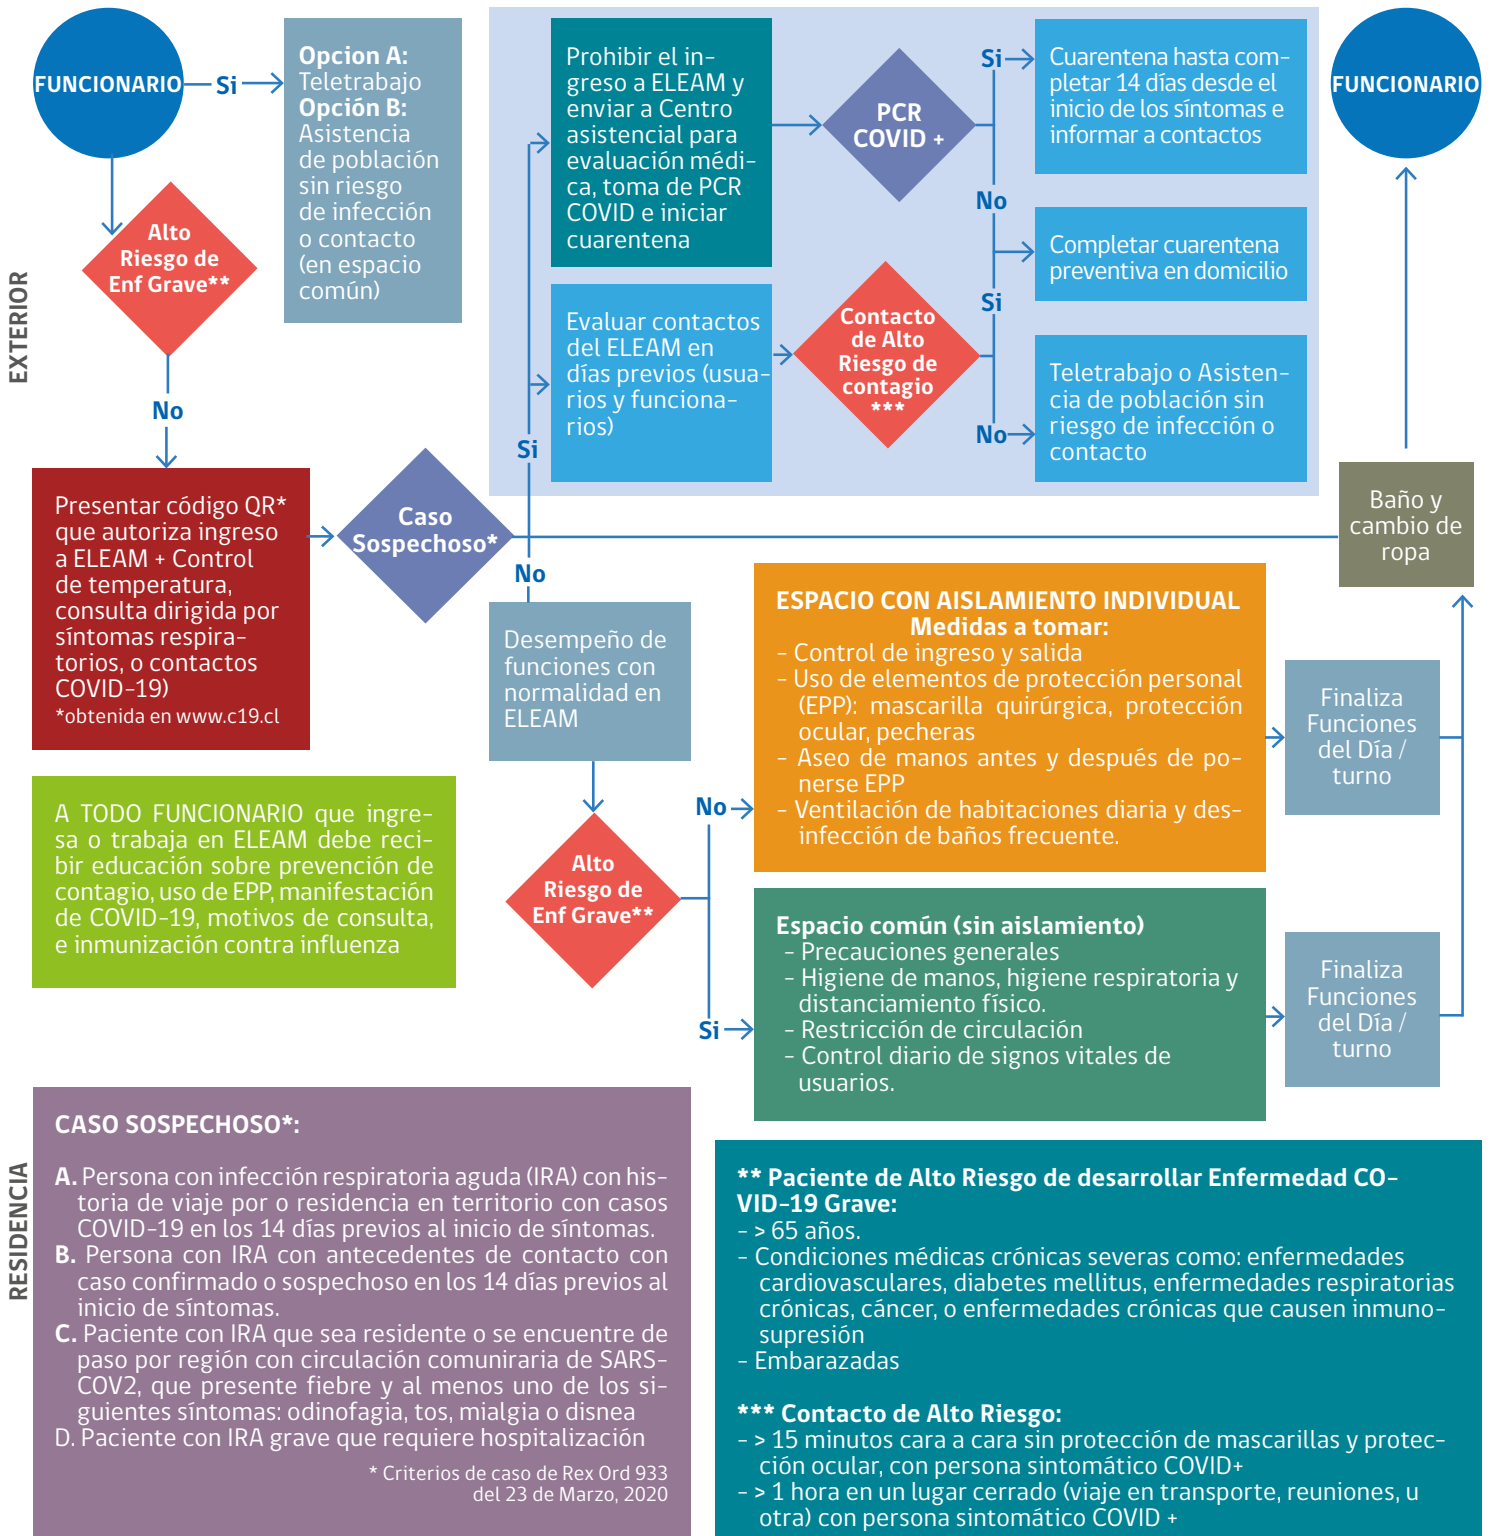 FUNCIONARIO
Si
Opcion A:
Teletrabajo
Opción B:
Asistencia
de población
sin riesgo
de infección
o contacto
(en espacio
común)
Prohibir el in-
greso a ELEAM y
enviar a Centro
asistencial para
evaluación médi-
ca, toma de PCR
COVID e iniciar
cuarentena
PCR
COVID +
Si
Cuarentena hasta com-
pletar 14 días desde el
inicio de los síntomas e
informar a contactos
FUNCIONARIO
No
Completar cuarentena
preventiva en domicilio
Alto
Riesgo de
Enf Grave**
EXTERIOR
Evaluar contactos
del ELEAM en
días previos (usua-
rios y funciona-
rios)
Contacto
de Alto
Riesgo de
contagio
***
Si
No
Teletrabajo o Asisten-
cia de población sin
riesgo de infección o
contacto
No
Si
Presentar código QR*
que autoriza ingreso
a ELEAM + Control
de temperatura,
consulta dirigida por
síntomas respira-
torios, o contactos
COVID-19)
*obtenida en www.c19.cl
Caso
Sospechoso*
Baño y
cambio de
ropa
No
Desempeño de
funciones con
normalidad en
ELEAM
ESPACIO CON AISLAMIENTO INDIVIDUAL
Medidas a tomar:
- Control de ingreso y salida
- Uso de elementos de protección personal
(EPP): mascarilla quirúrgica, protección
ocular, pecheras
- Aseo de manos antes y después de po-
nerse EPP
- Ventilación de habitaciones diaria y des-
infección de baños frecuente.
Finaliza
Funciones
del Día /
turno
A TODO FUNCIONARIO que ingre-
sa o trabaja en ELEAM debe reci-
bir educación sobre prevención de
contagio, uso de EPP, manifestación
de COVID-19, motivos de consulta,
e inmunización contra influenza
No
Alto
Riesgo de
Enf Grave**
Si
Espacio común (sin aislamiento)
- Precauciones generales
- Higiene de manos, higiene respiratoria y
distanciamiento físico.
- Restricción de circulación
- Control diario de signos vitales de
usuarios.
Finaliza
Funciones
del Día /
turno
RESIDENCIA
CASO SOSPECHOSO*:
A. Persona con infección respiratoria aguda (IRA) con his-
toria de viaje por o residencia en territorio con casos
COVID-19 en los 14 días previos al inicio de síntomas.
B. Persona con IRA con antecedentes de contacto con
caso confirmado o sospechoso en los 14 días previos al
inicio de síntomas.
C. Paciente con IRA que sea residente o se encuentre de
paso por región con circulación comuniraria de SARS-
COV2, que presente fiebre y al menos uno de los si-
guientes síntomas: odinofagia, tos, mialgia o disnea
D. Paciente con IRA grave que requiere hospitalización
* Criterios de caso de Rex Ord 933
del 23 de Marzo, 2020
** Paciente de Alto Riesgo de desarrollar Enfermedad CO-
VID-19 Grave:
- > 65 años.
- Condiciones médicas crónicas severas como: enfermedades
cardiovasculares, diabetes mellitus, enfermedades respiratorias
crónicas, cáncer, o enfermedades crónicas que causen inmuno-
supresión
- Embarazadas
*** Contacto de Alto Riesgo:
- > 15 minutos cara a cara sin protección de mascarillas y protec-
ción ocular, con persona sintomático COVID+
- > 1 hora en un lugar cerrado (viaje en transporte, reuniones, u
otra) con persona sintomático COVID +